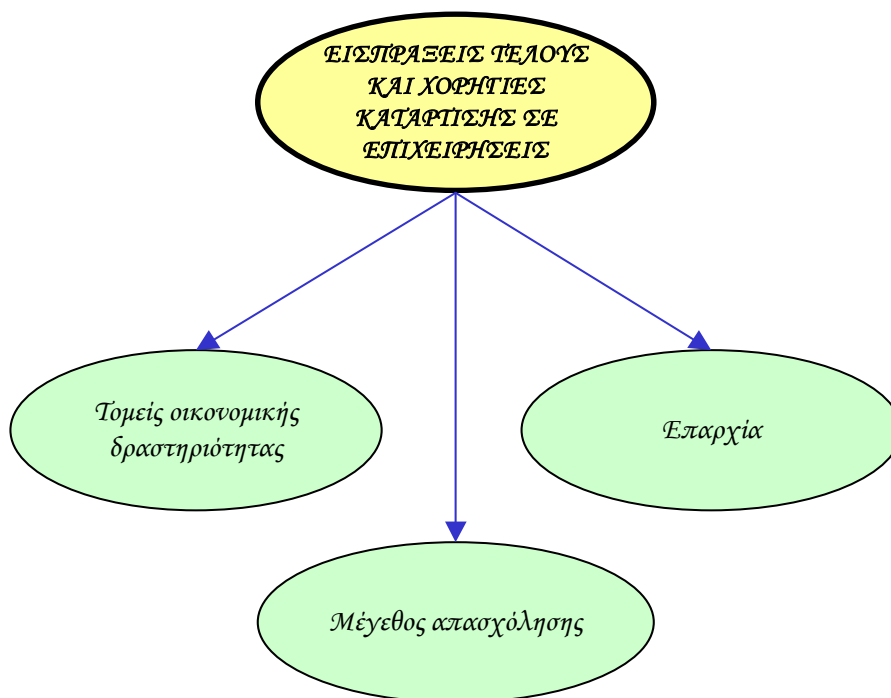 ΕΙΣΠΡΑΞΕΙΣ ΤΕΛΟΥΣ
ΚΑΙ ΧΟΡΗΓΙΕΣ
ΚΑΤΑΡΤΙΣΗΣ ΣΕ
ΕΠΙΧΕΙΡΗΣΕΙΣ
Τομείς οικονομικής
δραστηριότητας
Επαρχία
Μέγεθος απασχόλησης